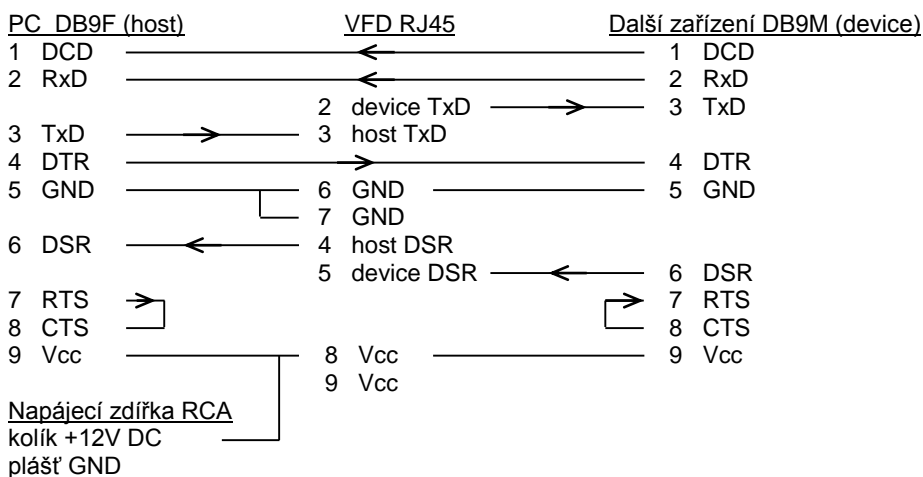 PC DB9F (host) VFD RJ45 Další zařízení DB9M (device)
1 DCD 1 DCD
2 RxD 2 RxD
2 device TxD 3 TxD
3 TxD 3 host TxD
4 DTR 4 DTR
5 GND 6 GND 5 GND
7 GND
6 DSR 4 host DSR
5 device DSR 6 DSR
7 RTS 7 RTS
8 CTS 8 CTS
9 Vcc 8 Vcc 9 Vcc
9 Vcc
Napájecí zdířka RCA
kolík +12V DC
plášť GND